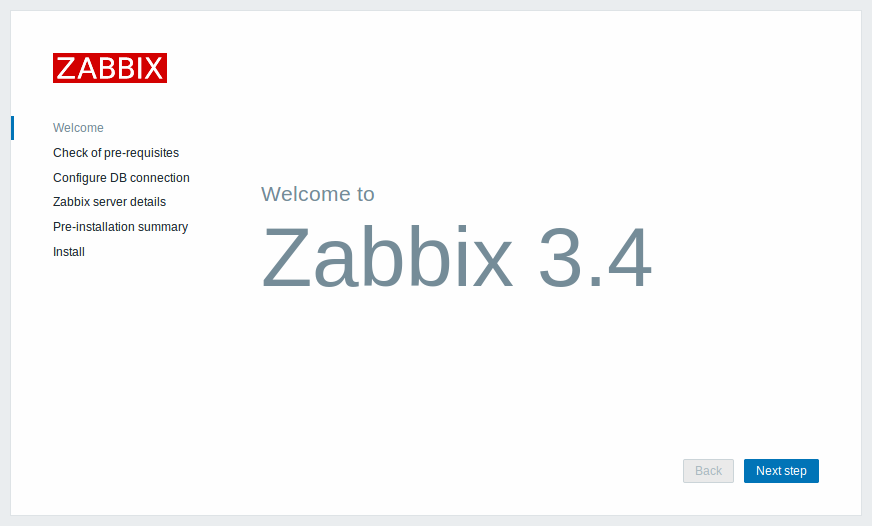 ZABBIX
Welcome
Check of pre-requisites
Configure DB connection
Zabbix server details
Pre-installation summary
Install
Welcome to
Zabbix 3.4
Back
Next step